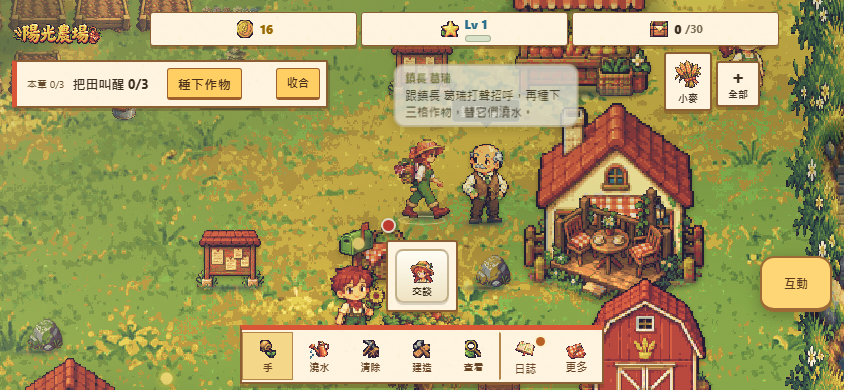 陽光農場
16
Lv 1
0 /30
本章 0/3 把田叫醒 0/3 種下作物 收合
小麥
+
全部
鎮長 葛瑞
跟鎮長 葛瑞打聲招呼，再種下
三格作物，替它們澆水。
交談
互動
手
澆水
清除
建造
查看
日誌
更多